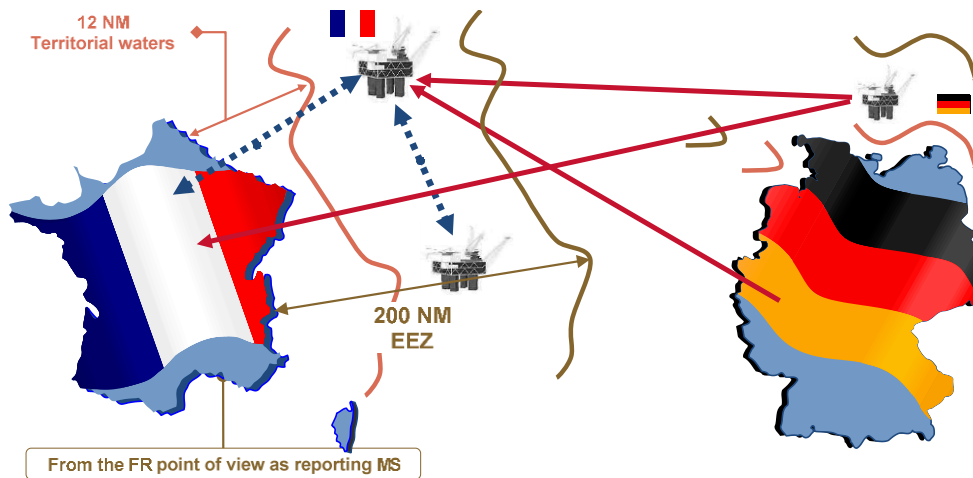 12 NM
Territorial waters
200 NM
EEZ
From the FR point of view as reporting MS